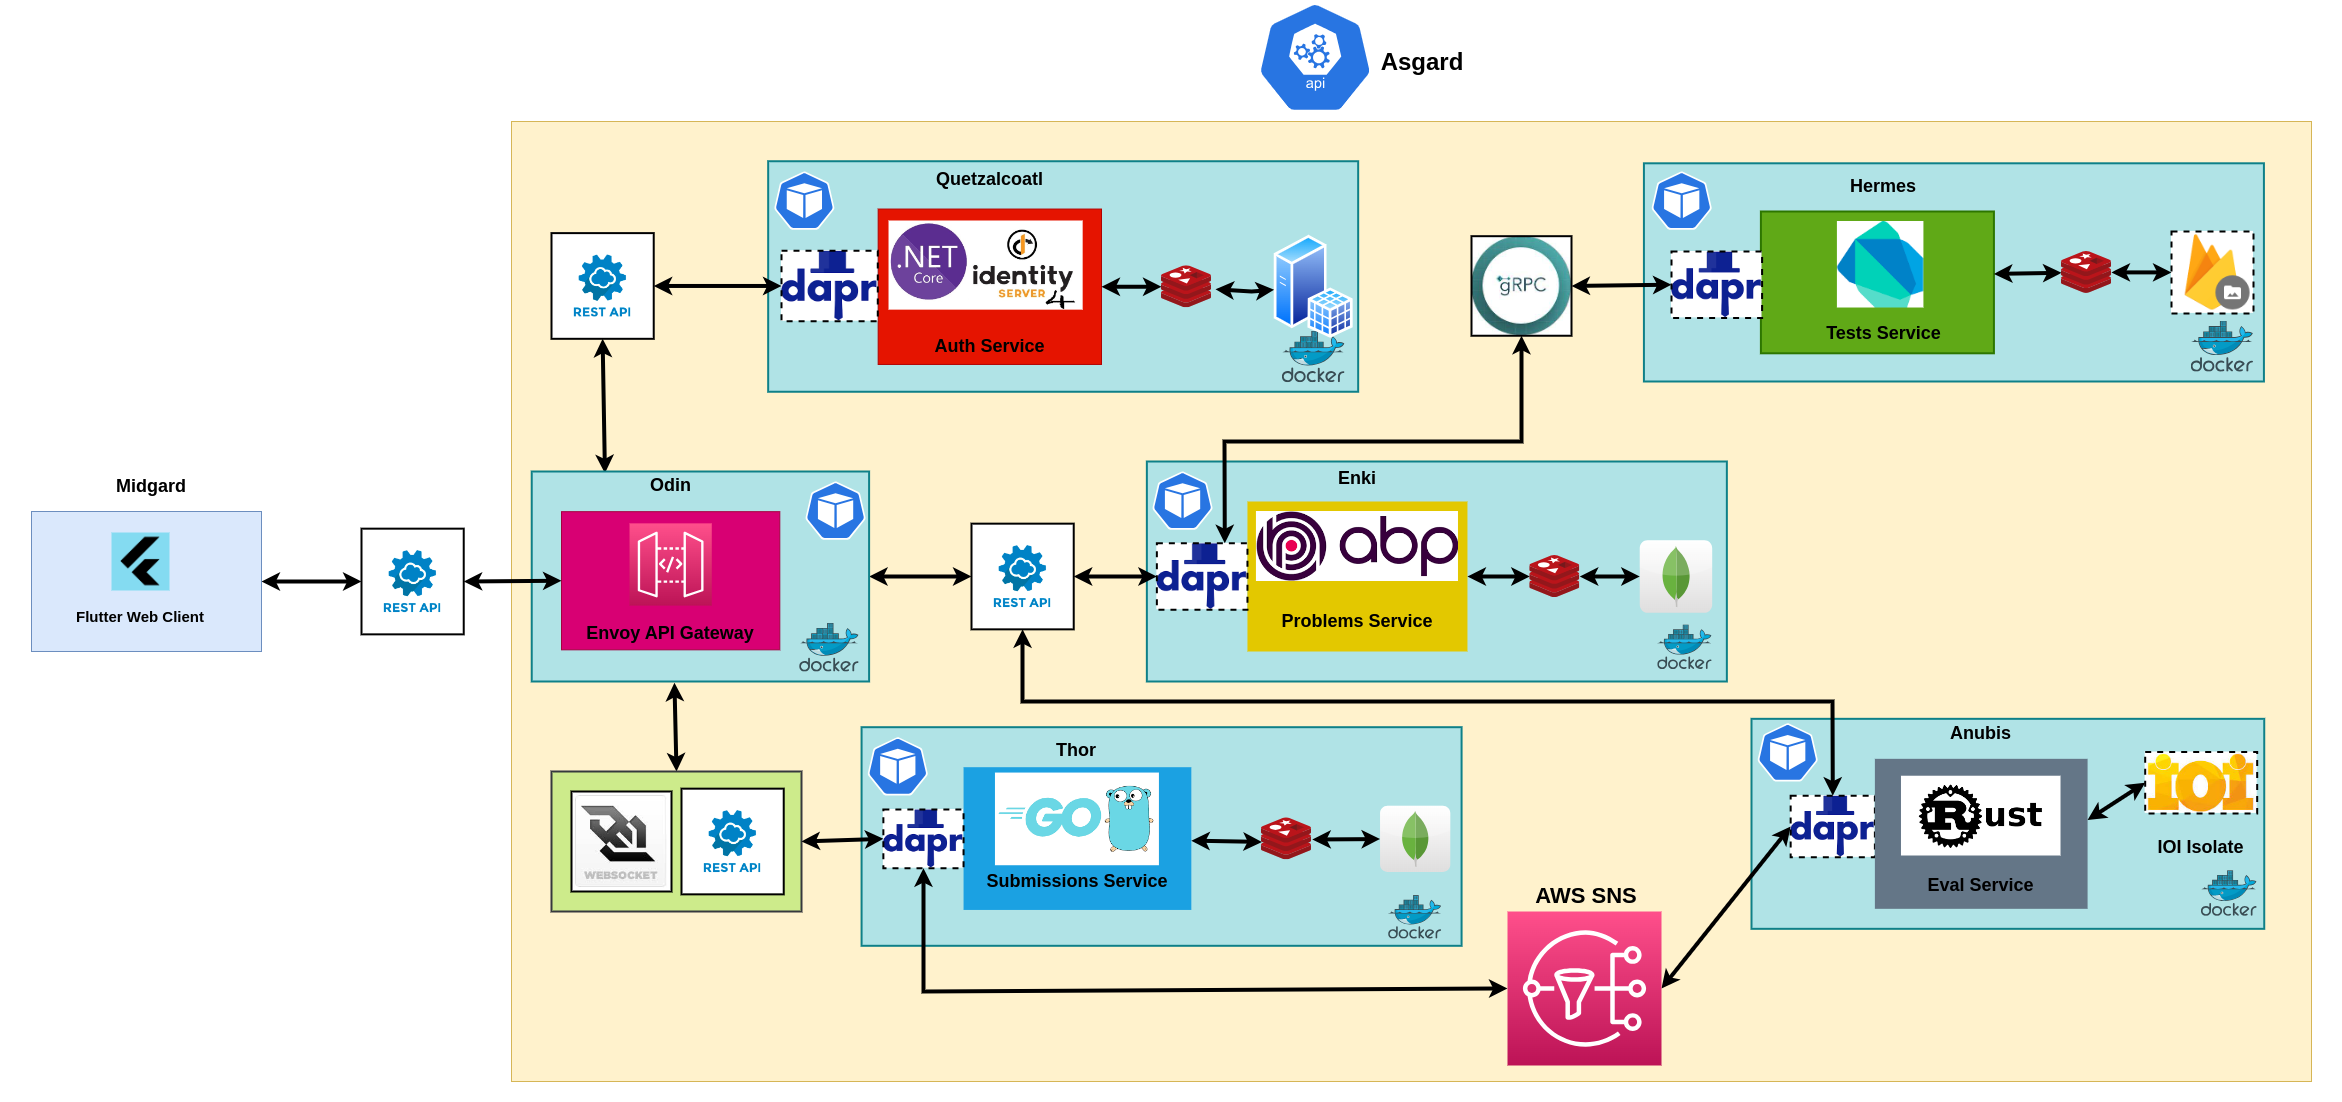 api
Asgard
Quetzalcoatl
dapr
.NET
Core
identity
SERVER
Auth Service
docker
REST API
gRPC
Hermes
dapr
Tests Service
docker
Midgard
Flutter Web Client
REST API
Odin
Envoy API Gateway
docker
REST API
Enki
dapr
abp
Problems Service
docker
WEBSOCKET
REST API
Thor
dapr
GO
Submissions Service
docker
AWS SNS
Anubis
dapr
Rust
Eval Service
ioi
IOI Isolate
docker